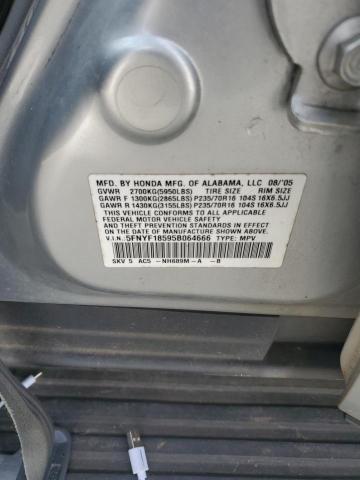 MFD. BY HONDA MFG. OF ALABAMA, LLC 08/'05
GVWR 2700KG(5950LBS) TIRE SIZE RIM SIZE
GAWR F 1300KG(2865LBS) P235/70R16 104S 16X6.5JJ
GAWR R 1430KG(3155LBS) P235/70R16 104S 16X6.5JJ
THIS VEHICLE CONFORMS TO ALL APPLICABLE
FEDERAL MOTOR VEHICLE SAFETY STANDARDS
IN EFFECT ON THE DATE OF MANUFACTURE SHOWN ABOVE.
V.I.N. 5FNYF18595B064666 TYPE: MPV
SKV 5 AC5 -NH689M-A -B